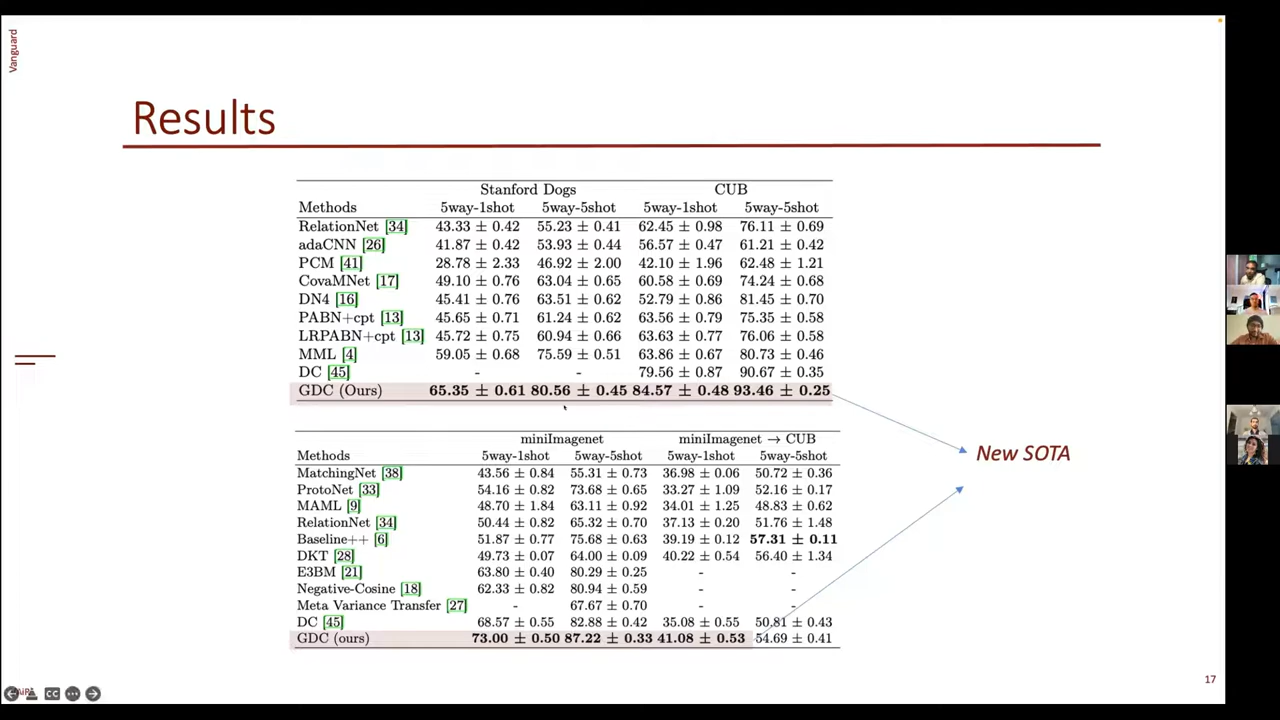 Vanguard
Results
Stanford Dogs CUB
Methods 5way-1shot 5way-5shot 5way-1shot 5way-5shot
RelationNet [34] 43.33 ± 0.42 55.23 ± 0.41 62.45 ± 0.98 76.11 ± 0.69
adaCNN [26] 41.87 ± 0.42 53.93 ± 0.44 56.57 ± 0.47 61.21 ± 0.42
PCM [41] 28.78 ± 2.33 46.92 ± 2.00 42.10 ± 1.96 62.48 ± 1.21
CovaMNet [17] 49.10 ± 0.76 63.04 ± 0.65 60.58 ± 0.69 74.24 ± 0.68
DN4 [16] 45.41 ± 0.76 63.51 ± 0.62 52.79 ± 0.86 81.45 ± 0.70
PABN+cpt [13] 45.65 ± 0.71 61.24 ± 0.62 63.56 ± 0.79 75.35 ± 0.58
LRPABN+cpt [13] 45.72 ± 0.75 60.94 ± 0.66 63.63 ± 0.77 76.06 ± 0.58
MML [4] 59.05 ± 0.68 75.59 ± 0.51 63.86 ± 0.67 80.73 ± 0.46
DC [45] - - 79.56 ± 0.87 90.67 ± 0.35
GDC (Ours) 65.35 ± 0.61 80.56 ± 0.45 84.57 ± 0.48 93.46 ± 0.25
miniImagenet miniImagenet → CUB
Methods 5way-1shot 5way-5shot 5way-1shot 5way-5shot
MatchingNet [38] 43.56 ± 0.84 55.31 ± 0.73 36.98 ± 0.06 50.72 ± 0.36
ProtoNet [33] 54.16 ± 0.82 73.68 ± 0.65 33.27 ± 1.09 52.16 ± 0.17
MAML [9] 48.70 ± 1.84 63.11 ± 0.92 34.01 ± 1.25 48.83 ± 0.62
RelationNet [34] 50.44 ± 0.82 65.32 ± 0.70 37.13 ± 0.20 51.76 ± 1.48
Baseline++ [6] 51.87 ± 0.77 75.68 ± 0.63 39.19 ± 0.12 57.31 ± 0.11
DKT [28] 49.73 ± 0.07 64.00 ± 0.09 40.22 ± 0.54 56.40 ± 1.34
E3BM [21] 63.80 ± 0.40 80.29 ± 0.25 - -
Negative-Cosine [18] 62.33 ± 0.82 80.94 ± 0.59 - -
Meta Variance Transfer [27] - 67.67 ± 0.70 - -
DC [45] 68.57 ± 0.55 82.88 ± 0.42 35.08 ± 0.55 50.81 ± 0.43
GDC (ours) 73.00 ± 0.50 87.22 ± 0.33 41.08 ± 0.53 54.69 ± 0.41
New SOTA
17
CC